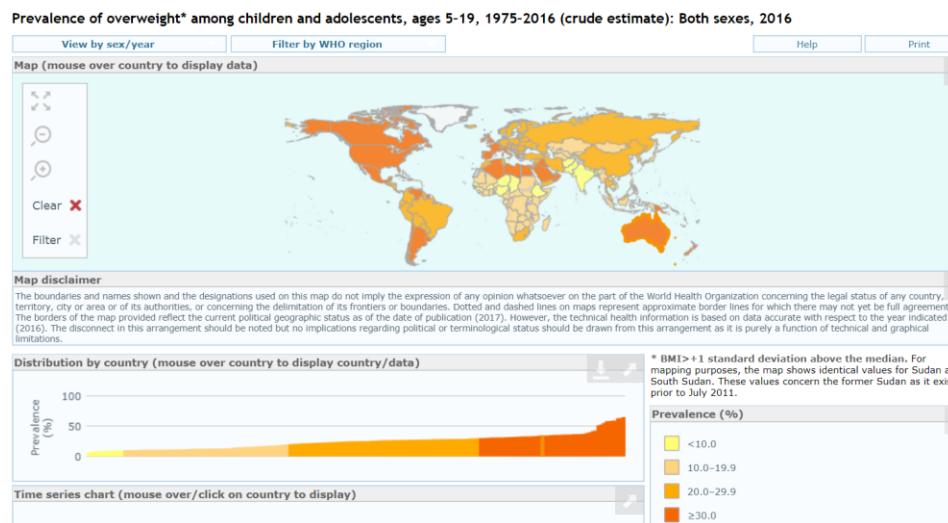 Prevalence of overweight* among children and adolescents, ages 5-19, 1975-2016 (crude estimate): Both sexes, 2016
View by sex/year
Filter by WHO region
Help
Print
Map (mouse over country to display data)
Clear
Filter
Map disclaimer
The boundaries and names shown and the designations used on this map do not imply the expression of any opinion whatsoever on the part of the World Health Organization concerning the legal status of any country,
territory, city or area or of its authorities, or concerning the delimitation of its frontiers or boundaries. Dotted and dashed lines on maps represent approximate border lines for which there may not yet be full agreement
The borders of the map provided reflect the current political geographic status as of the date of publication (2017). However, the technical health information is based on data accurate with respect to the year indicated
(2016). The disconnect in this arrangement should be noted but no implications regarding political or terminological status should be drawn from this arrangement as it is purely a function of technical and graphical
limitations.
Distribution by country (mouse over country to display country/data)
Prevalence
(%)
100
50
0
* BMI>+1 standard deviation above the median. For
mapping purposes, the map shows identical values for Sudan a
South Sudan. These values concern the former Sudan as it exi
prior to July 2011.
Prevalence (%)
<10.0
10.0-19.9
20.0-29.9
≥30.0
Time series chart (mouse over/click on country to display)